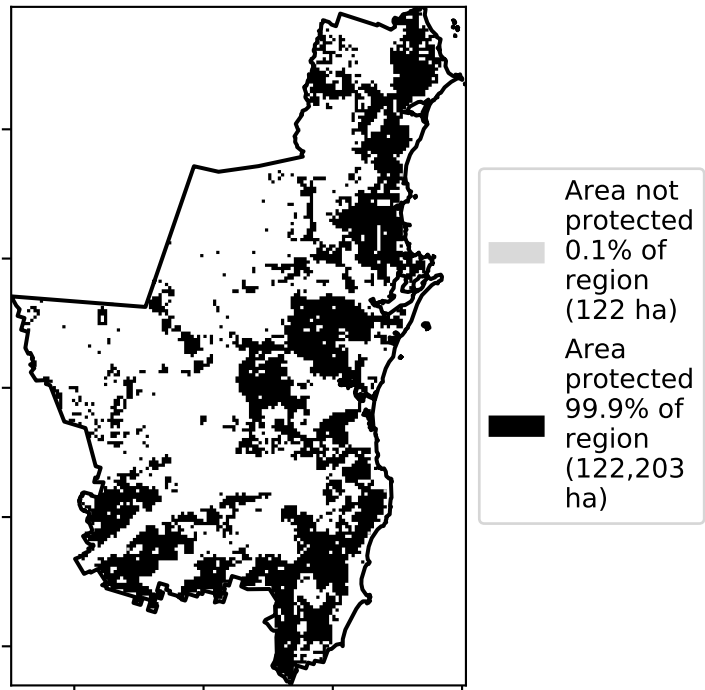 Area not
protected
0.1% of
region
(122 ha)
Area
protected
99.9% of
region
(122,203
ha)